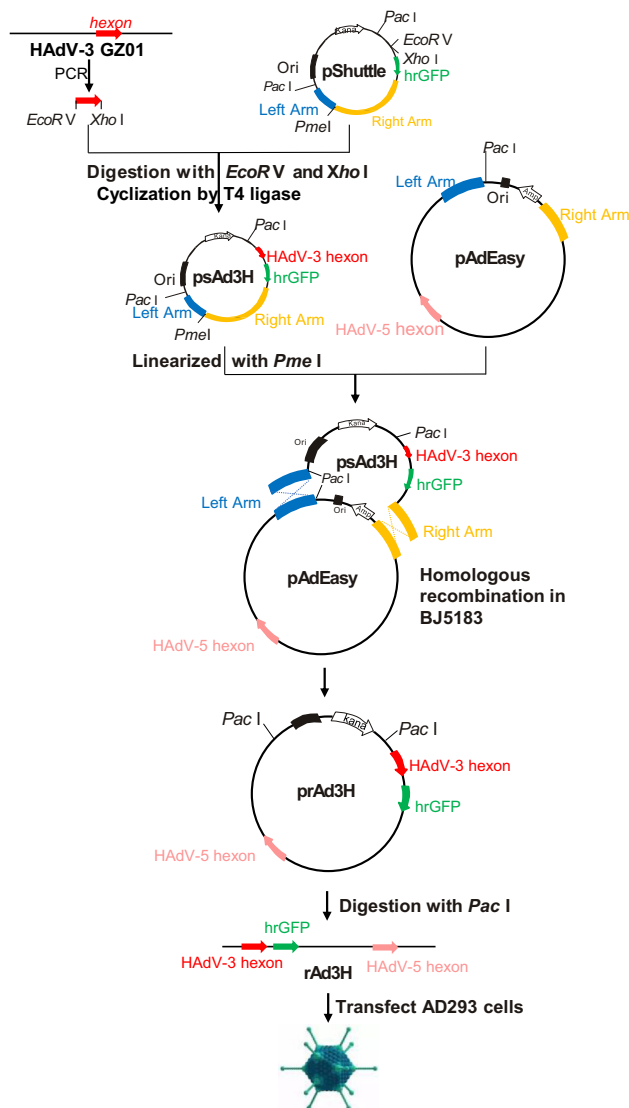 hexon
HAdV-3 GZ01
PCR
EcoR V Xho I
Pac I
Kana
EcoR V
Xho I
pShuttle
hrGFP
Ori
Pac I
Left Arm
Right Arm
PmeI
Digestion with EcoR V and Xho I
Cyclization by T4 ligase
Pac I
Kana
HAdV-3 hexon
psAd3H
hrGFP
Ori
Pac I
Left Arm
Right Arm
PmeI
Pac I
Left Arm
Ori
Amp
Right Arm
pAdEasy
HAdV-5 hexon
Linearized with Pme I
Pac I
Kana
Ori
HAdV-3 hexon
psAd3H
hrGFP
Pac I
Left Arm
Ori
Amp
Right Arm
pAdEasy
Homologous
recombination in
BJ5183
HAdV-5 hexon
Pac I
kana
Pac I
HAdV-3 hexon
prAd3H
hrGFP
HAdV-5 hexon
Digestion with Pac I
hrGFP
HAdV-3 hexon
HAdV-5 hexon
rAd3H
Transfect AD293 cells